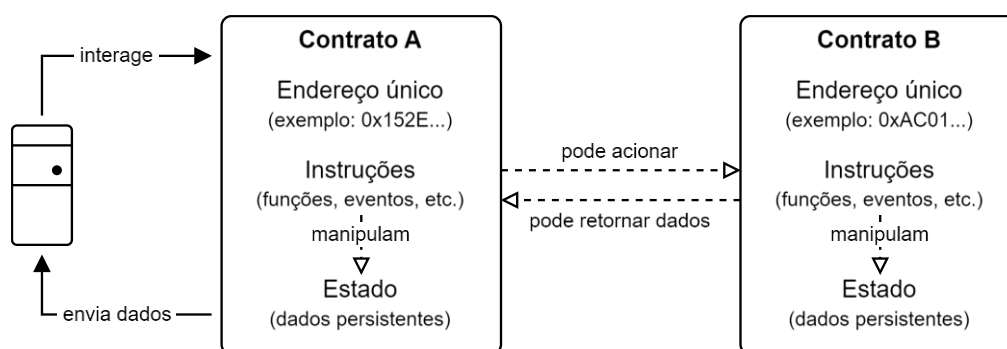 interage
envia dados
Contrato A
Endereço único
(exemplo: 0x152E...)
Instruções
(funções, eventos, etc.)
manipulam
Estado
(dados persistentes)
pode acionar
pode retornar dados
Contrato B
Endereço único
(exemplo: 0xAC01...)
Instruções
(funções, eventos, etc.)
manipulam
Estado
(dados persistentes)